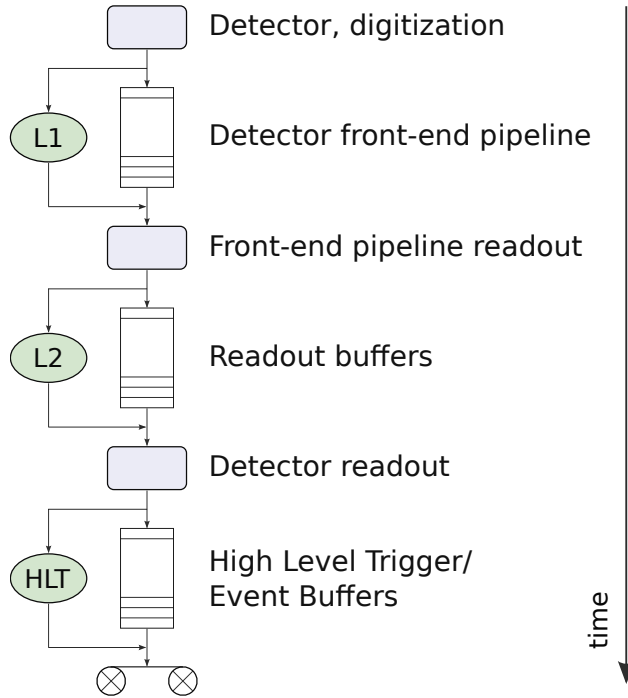 Detector, digitization
L1
Detector front-end pipeline
Front-end pipeline readout
L2
Readout buffers
Detector readout
HLT
High Level Trigger/
Event Buffers
time